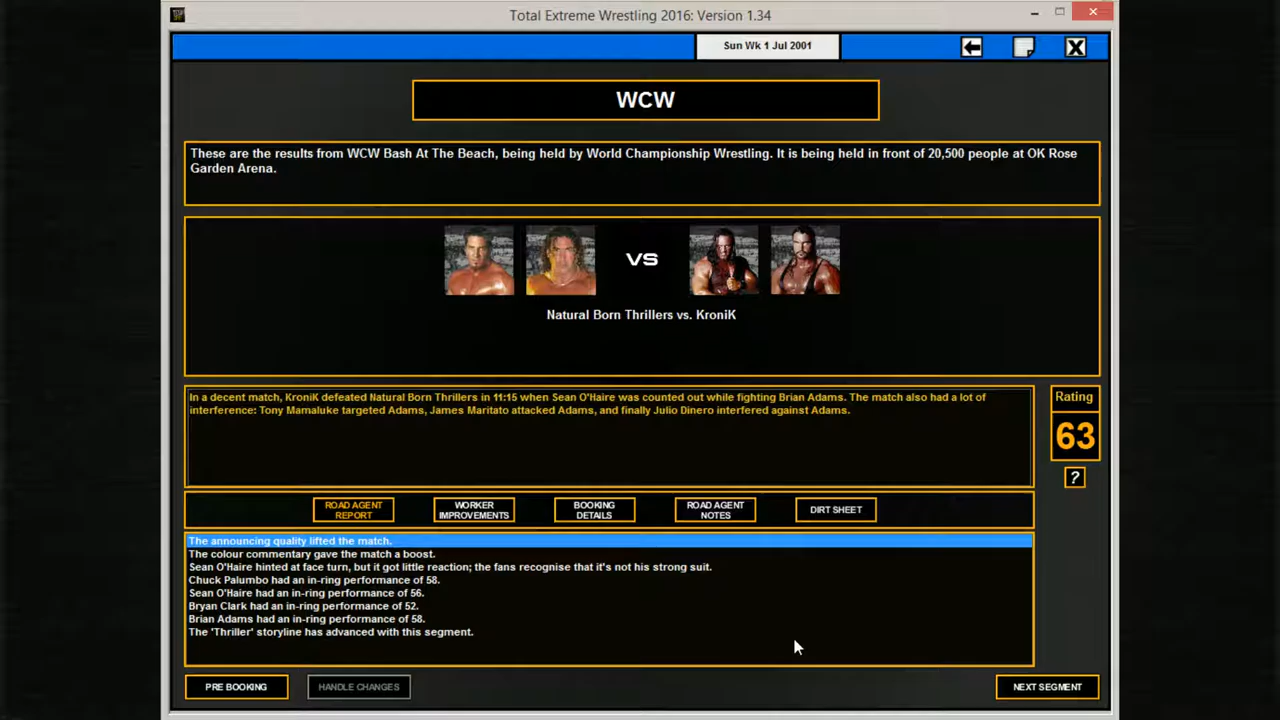 Total Extreme Wrestling 2016: Version 1.34
Sun Wk 1 Jul 2001
WCW
These are the results from WCW Bash At The Beach, being held by World Championship Wrestling. It is being held in front of 20,500 people at OK Rose
Garden Arena.
VS
Natural Born Thrillers vs. KroniK
In a decent match, KroniK defeated Natural Born Thrillers in 11:15 when Sean O'Haire was counted out while fighting Brian Adams. The match also had a lot of
interference: Tony Mamaluke targeted Adams, James Maritato attacked Adams, and finally Julio Dinero interfered against Adams.
Rating
63
?
ROAD AGENT
REPORT
WORKER
IMPROVEMENTS
BOOKING
DETAILS
ROAD AGENT
NOTES
DIRT SHEET
The announcing quality lifted the match.
The colour commentary gave the match a boost.
Sean O'Haire hinted at face turn, but it got little reaction; the fans recognise that it's not his strong suit.
Chuck Palumbo had an in-ring performance of 58.
Sean O'Haire had an in-ring performance of 56.
Bryan Clark had an in-ring performance of 52.
Brian Adams had an in-ring performance of 58.
The 'Thriller' storyline has advanced with this segment.
PRE BOOKING
HANDLE CHANGES
NEXT SEGMENT